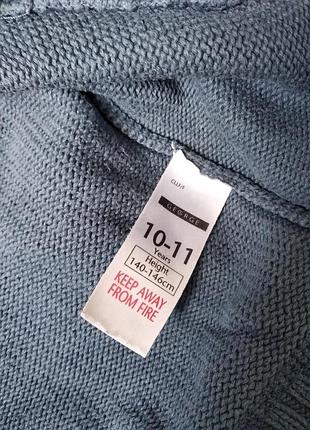 GEORGE
10-11
Years
Height
140-146cm
KEEP AWAY
FROM FIRE